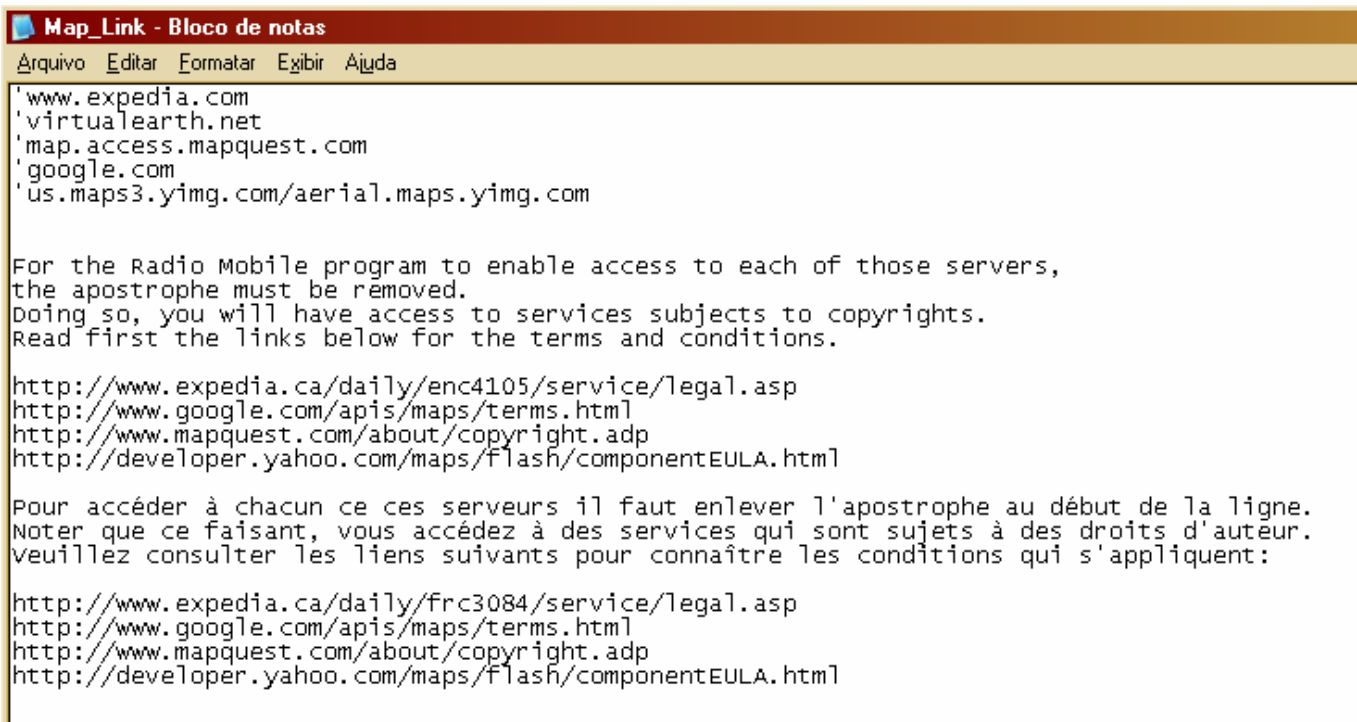 Map_Link - Bloco de notas
Arquivo Editar Formatar Exibir Ajuda
'www.expedia.com
'virtualearth.net
'map.access.mapquest.com
'google.com
'us.maps3.yimg.com/aerial.maps.yimg.com
For the Radio Mobile program to enable access to each of those servers,
the apostrophe must be removed.
Doing so, you will have access to services subjects to copyrights.
Read first the links below for the terms and conditions.
http://www.expedia.ca/daily/enc4105/service/legal.asp
http://www.google.com/apis/maps/terms.html
http://www.mapquest.com/about/copyright.adp
http://developer.yahoo.com/maps/flash/componentEULA.html
Pour accéder à chacun ce ces serveurs il faut enlever l'apostrophe au début de la ligne.
Noter que ce faisant, vous accédez à des services qui sont sujets à des droits d'auteur.
Veuillez consulter les liens suivants pour connaître les conditions qui s'appliquent:
http://www.expedia.ca/daily/frc3084/service/legal.asp
http://www.google.com/apis/maps/terms.html
http://www.mapquest.com/about/copyright.adp
http://developer.yahoo.com/maps/flash/componentEULA.html